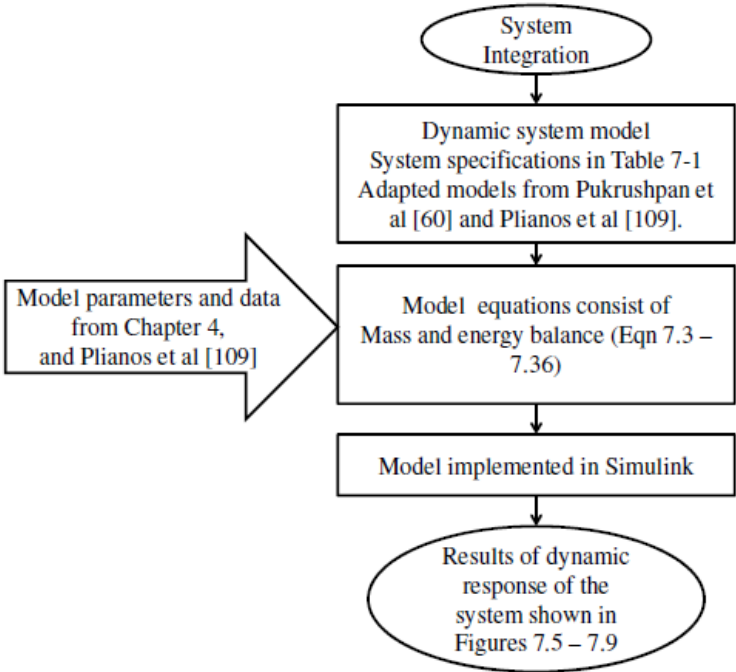 System
Integration
Dynamic system model
System specifications in Table 7-1
Adapted models from Pukrushpan et
al [60] and Plianos et al [109].
Model parameters and data
from Chapter 4,
and Plianos et al [109]
Model equations consist of
Mass and energy balance (Eqn 7.3 –
7.36)
Model implemented in Simulink
Results of dynamic
response of the
system shown in
Figures 7.5 – 7.9